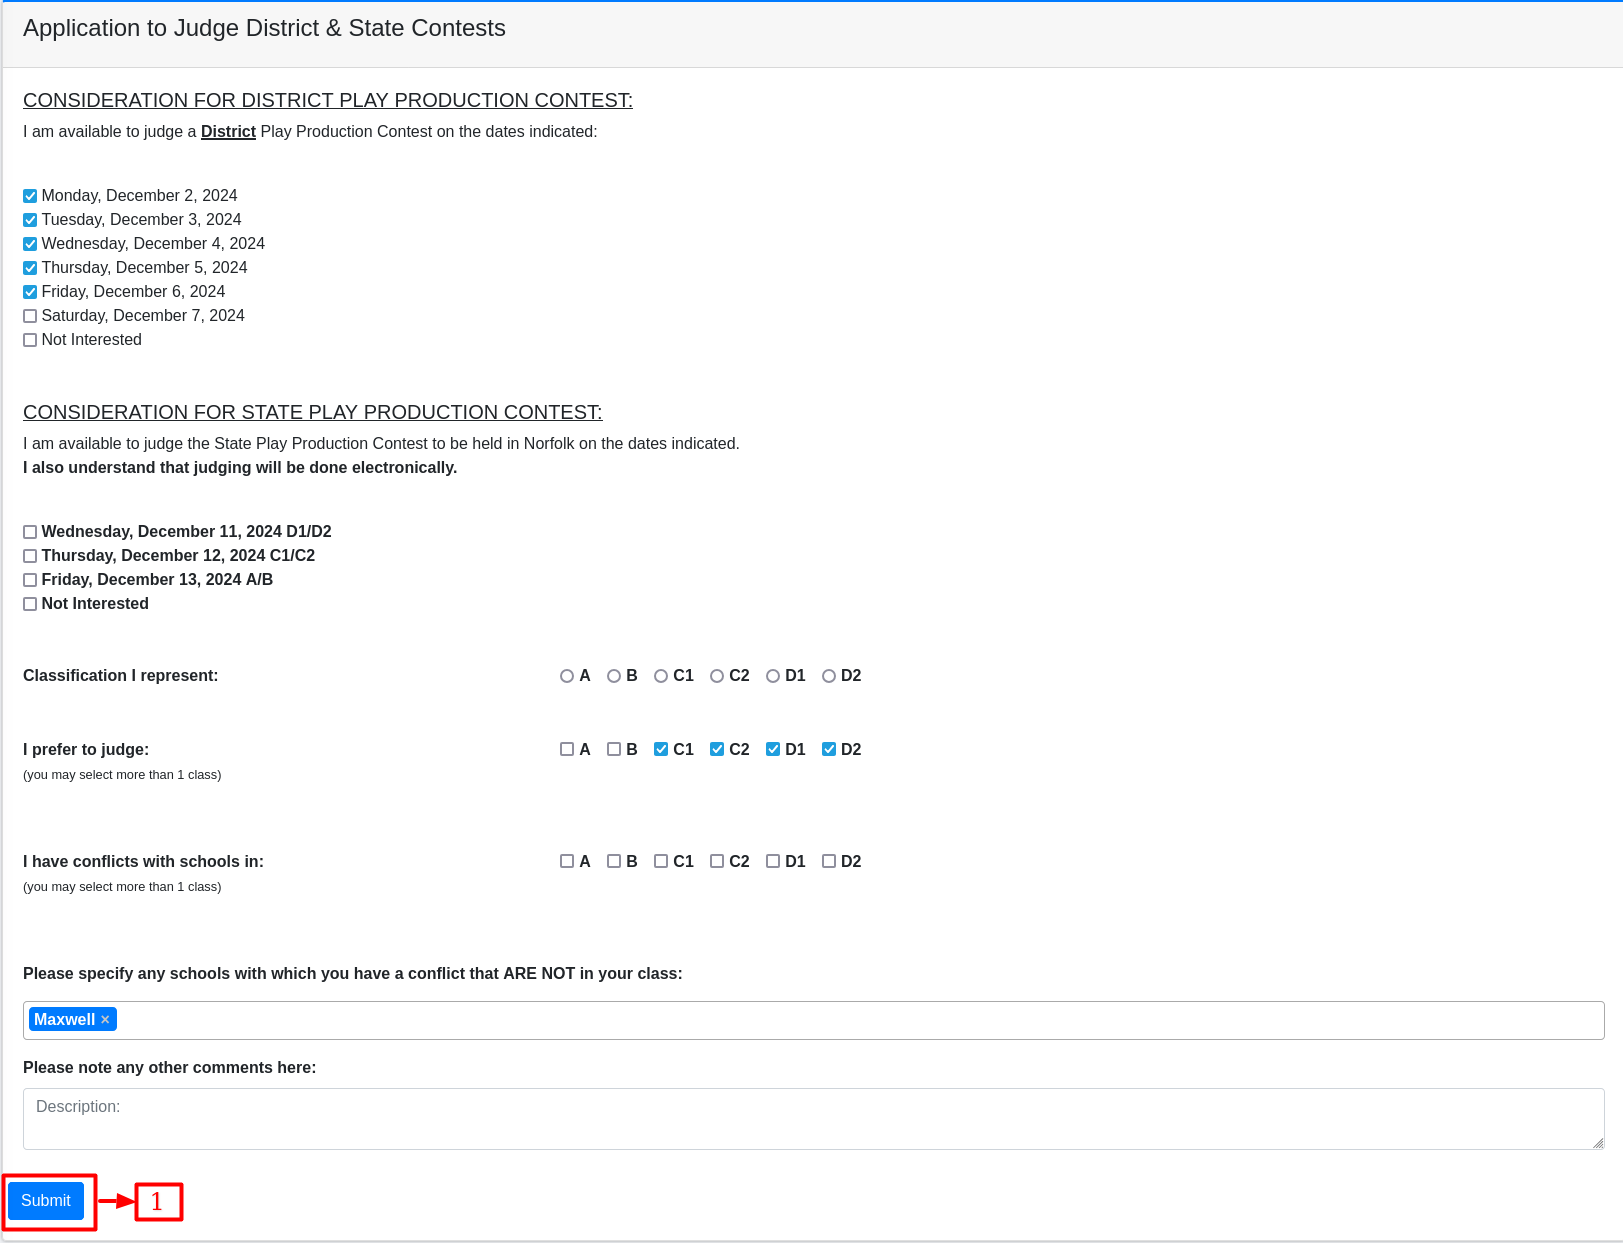 Application to Judge District & State Contests
CONSIDERATION FOR DISTRICT PLAY PRODUCTION CONTEST:
I am available to judge a District Play Production Contest on the dates indicated:
Monday, December 2, 2024
Tuesday, December 3, 2024
Wednesday, December 4, 2024
Thursday, December 5, 2024
Friday, December 6, 2024
Saturday, December 7, 2024
Not Interested
CONSIDERATION FOR STATE PLAY PRODUCTION CONTEST:
I am available to judge the State Play Production Contest to be held in Norfolk on the dates indicated.
I also understand that judging will be done electronically.
Wednesday, December 11, 2024 D1/D2
Thursday, December 12, 2024 C1/C2
Friday, December 13, 2024 A/B
Not Interested
Classification I represent: A B C1 C2 D1 D2
I prefer to judge: A B C1 C2 D1 D2
(you may select more than 1 class)
I have conflicts with schools in: A B C1 C2 D1 D2
(you may select more than 1 class)
Please specify any schools with which you have a conflict that ARE NOT in your class:
Maxwell ×
Please note any other comments here:
Description:
Submit 1